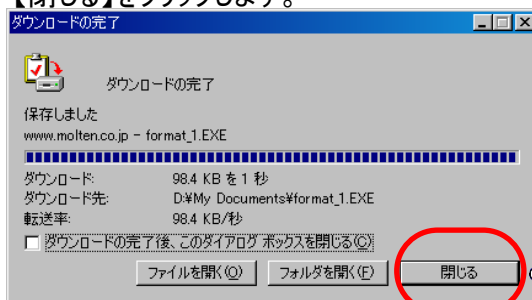 【閉じる】をクリックします。
ダウンロードの完了
ダウンロードの完了
保存しました
www.molten.co.jp - format_1.EXE
ダウンロード: 98.4 KB を 1 秒
ダウンロード先: D:¥My Documents¥format_1.EXE
転送率: 98.4 KB/秒
ダウンロードの完了後、このダイアログ ボックスを閉じる(C)
ファイルを開く(O) フォルダを開く(F) 閉じる